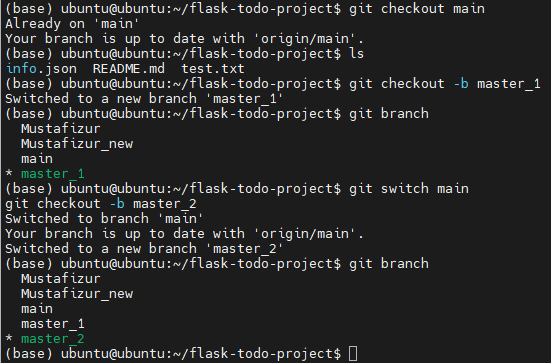 (base) ubuntu@ubuntu:~/flask-todo-project$ git checkout main
Already on 'main'
Your branch is up to date with 'origin/main'.
(base) ubuntu@ubuntu:~/flask-todo-project$ ls
info.json  README.md  test.txt
(base) ubuntu@ubuntu:~/flask-todo-project$ git checkout -b master_1
Switched to a new branch 'master_1'
(base) ubuntu@ubuntu:~/flask-todo-project$ git branch
  Mustafizur
  Mustafizur_new
  main
* master_1
(base) ubuntu@ubuntu:~/flask-todo-project$ git switch main
git checkout -b master_2
Switched to branch 'main'
Your branch is up to date with 'origin/main'.
Switched to a new branch 'master_2'
(base) ubuntu@ubuntu:~/flask-todo-project$ git branch
  Mustafizur
  Mustafizur_new
  main
  master_1
* master_2
(base) ubuntu@ubuntu:~/flask-todo-project$